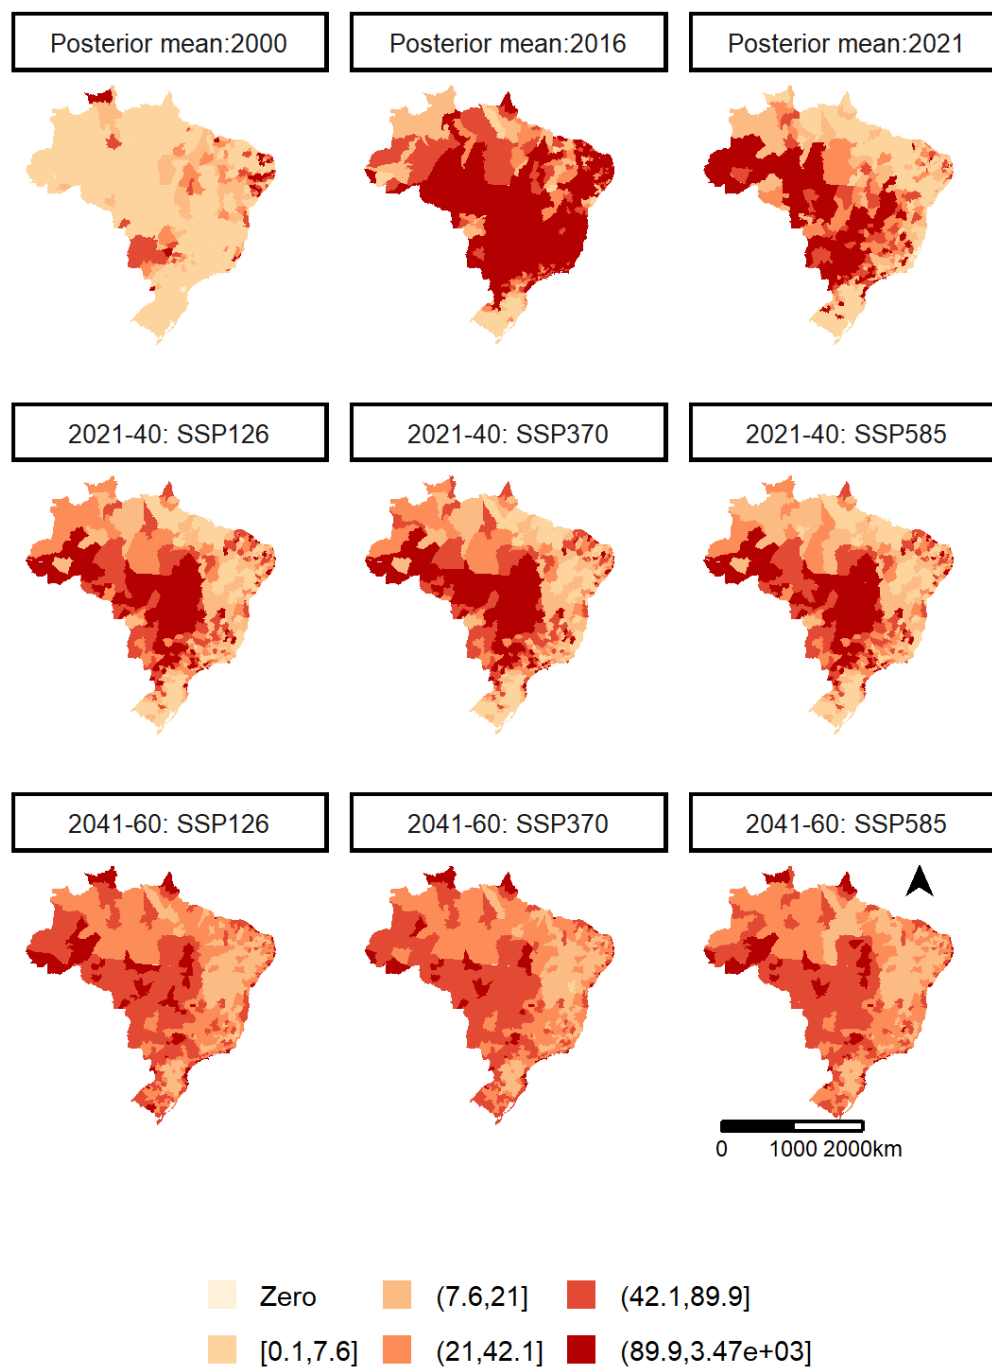 Posterior mean:2000 Posterior mean:2016 Posterior mean:2021
2021-40: SSP126 2021-40: SSP370 2021-40: SSP585
2041-60: SSP126 2041-60: SSP370 2041-60: SSP585
0 1000 2000km
Zero (7.6,21] (42.1,89.9]
[0.1,7.6] (21,42.1] (89.9,3.47e+03]